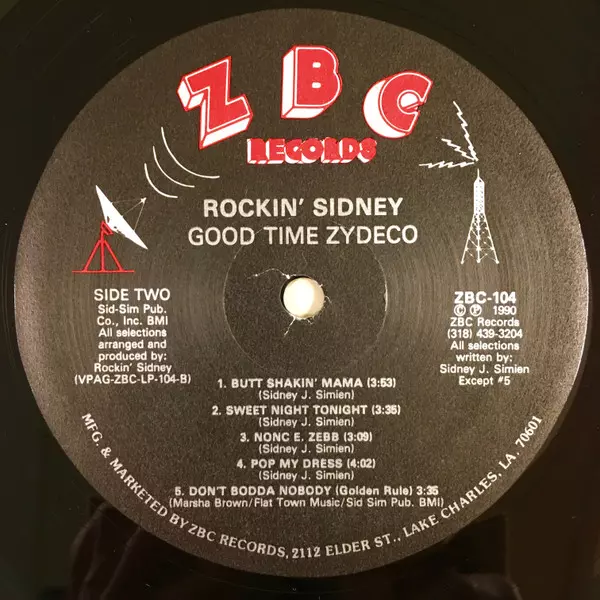 ZBC
RECORDS
ROCKIN' SIDNEY
GOOD TIME ZYDECO
SIDE TWO
Sid-Sim Pub.
Co., Inc. BMI
All selections
arranged and
produced by:
Rockin' Sidney
(VPAG-ZBC-LP-104-B)
ZBC-104
© ℗ 1990
ZBC Records
(318) 439-3204
All selections
written by:
Sidney J. Simien
Except #5
1. BUTT SHAKIN' MAMA (3:53)
(Sidney J. Simien)
2. SWEET NIGHT TONIGHT (3:35)
(Sidney J. Simien)
3. NONC E. ZEBB (3:09)
(Sidney J. Simien)
4. POP MY DRESS (4:02)
(Sidney J. Simien)
5. DON'T BODDA NOBODY (Golden Rule) 3:35
(Marsha Brown/Flat Town Music/Sid Sim Pub. BMI)
MFG. & MARKETED BY ZBC RECORDS, 2112 ELDER ST., LAKE CHARLES, LA. 70601